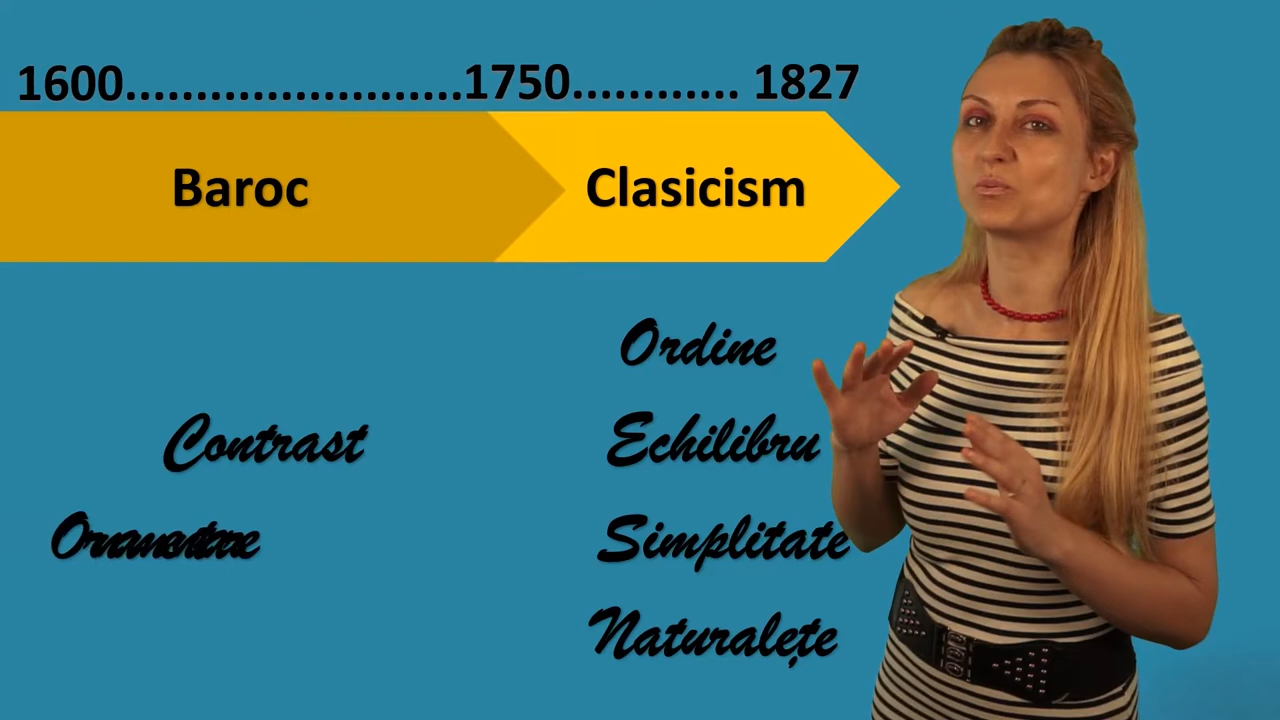 1600........................1750............ 1827
Baroc Clasicism
Ordine
Contrast Echilibru
Simplitate
Naturalețe